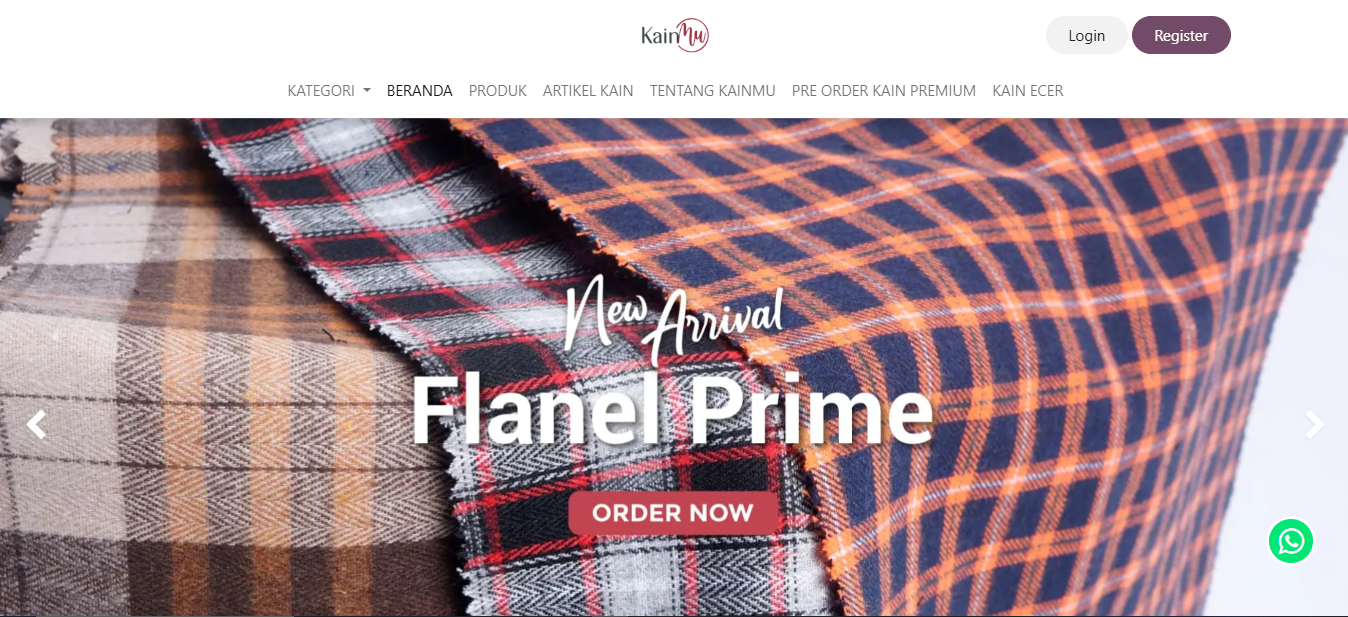 KainMu
Login
Register
KATEGORI
BERANDA
PRODUK
ARTIKEL KAIN
TENTANG KAINMU
PRE ORDER KAIN PREMIUM
KAIN ECER
New Arrival
Flanel Prime
ORDER NOW